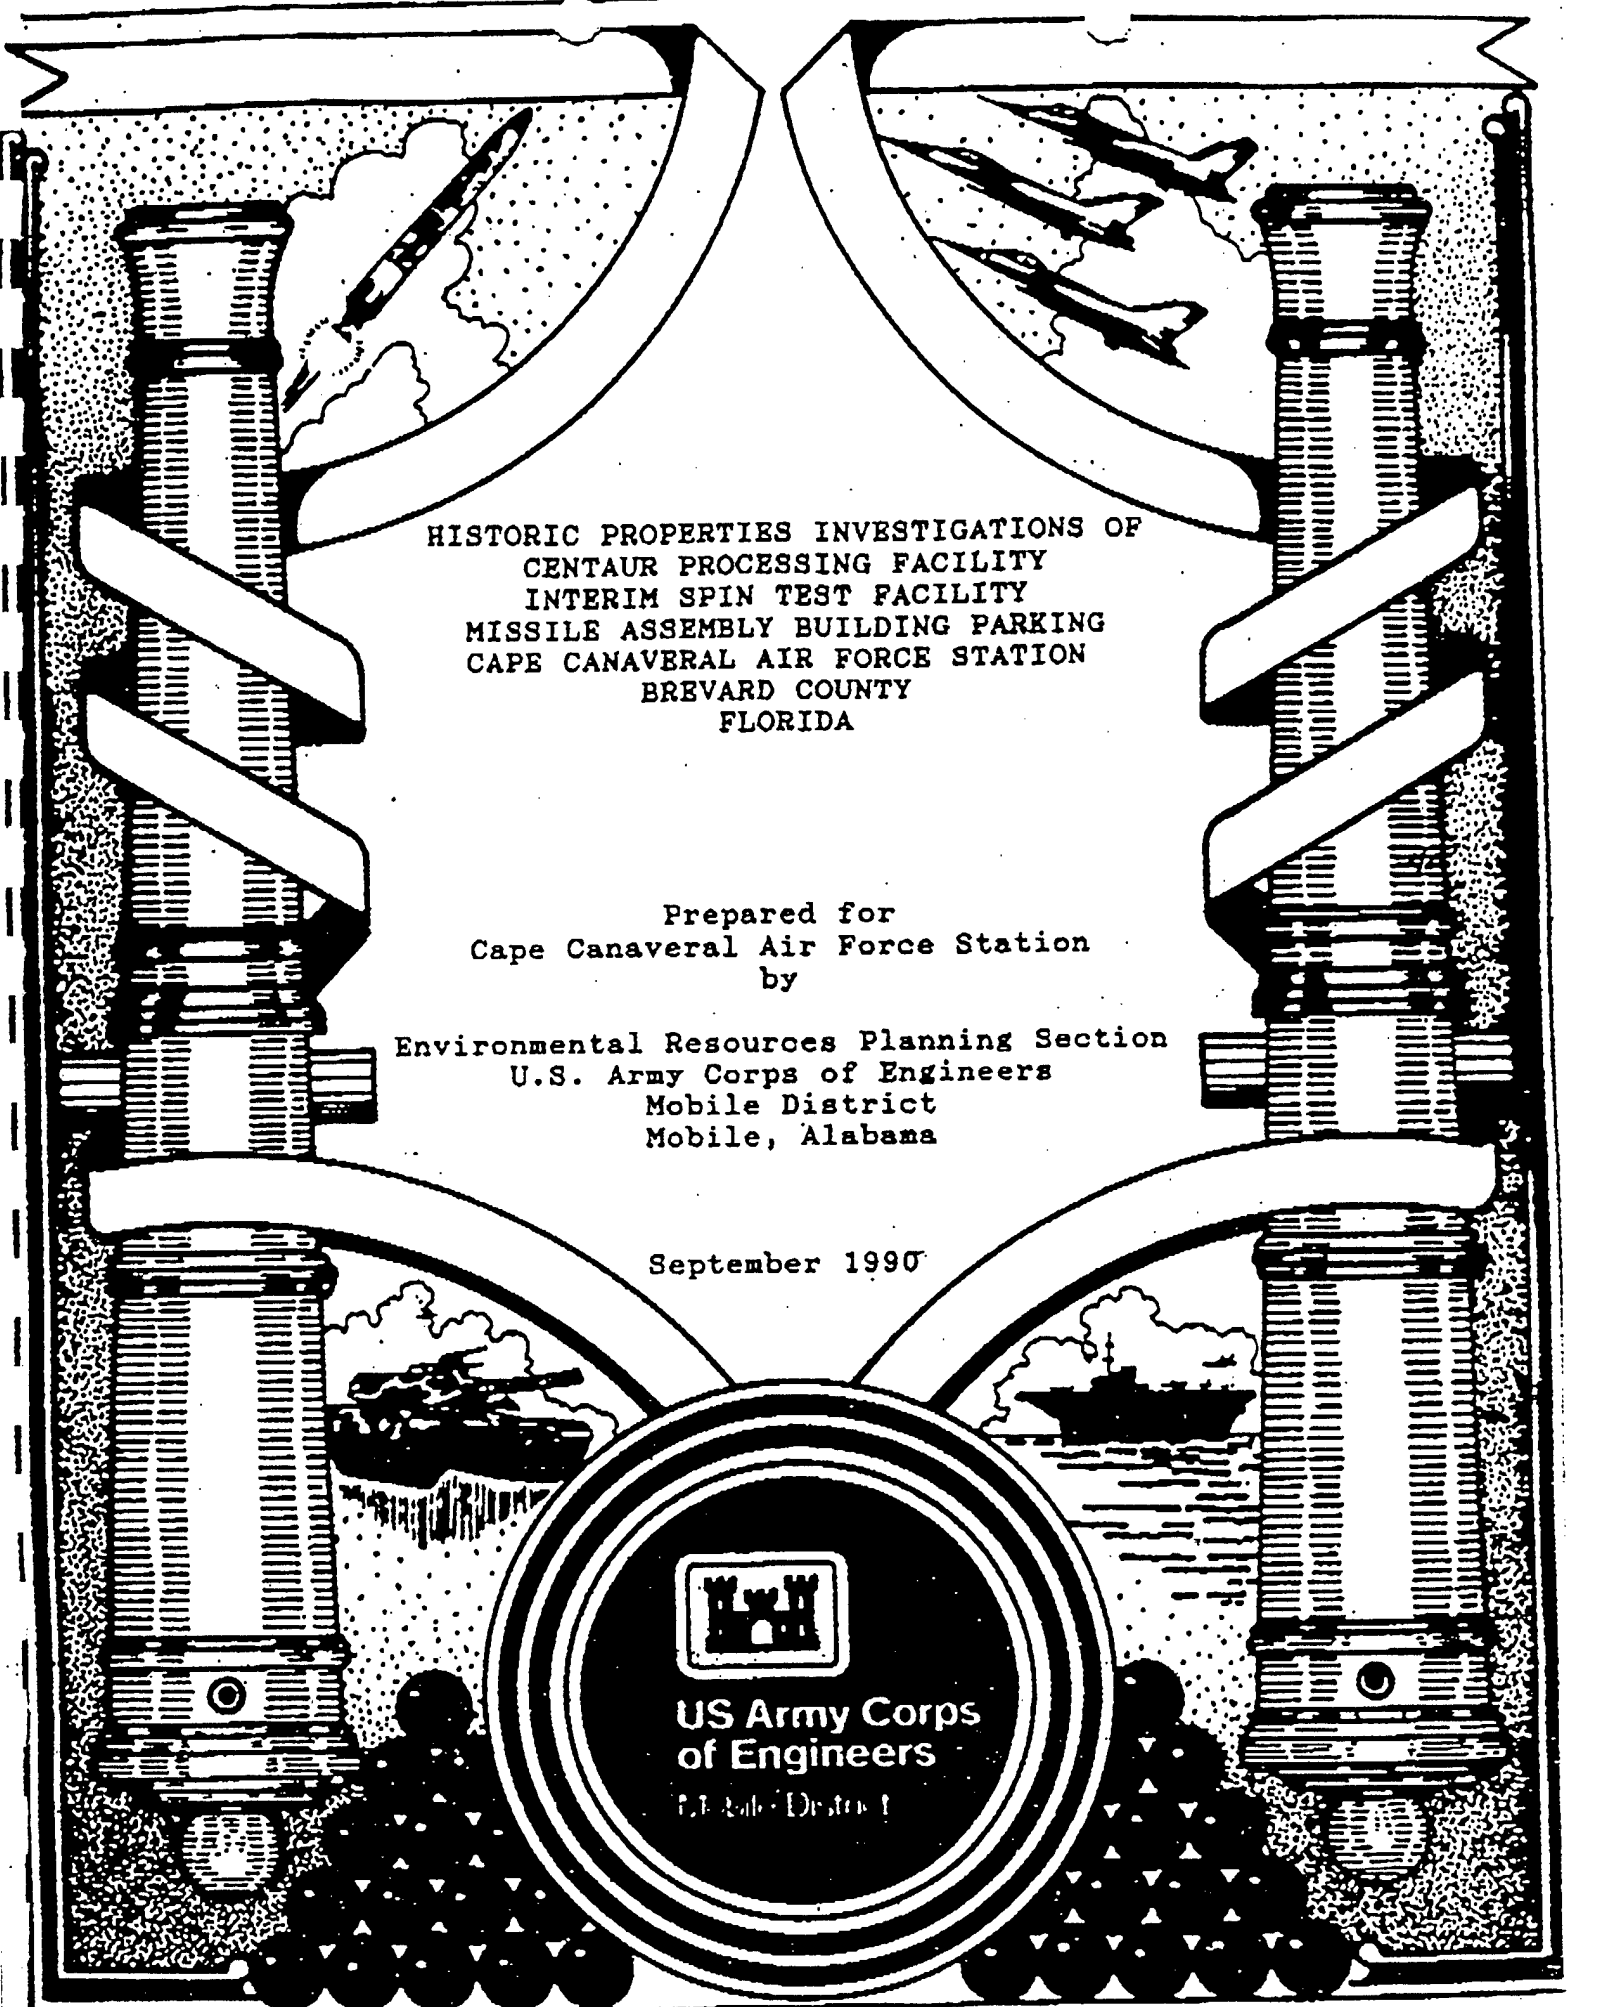 HISTORIC PROPERTIES INVESTIGATIONS OF
CENTAUR PROCESSING FACILITY
INTERIM SPIN TEST FACILITY
MISSILE ASSEMBLY BUILDING PARKING
CAPE CANAVERAL AIR FORCE STATION
BREVARD COUNTY
FLORIDA
Prepared for
Cape Canaveral Air Force Station
by
Environmental Resources Planning Section
U.S. Army Corps of Engineers
Mobile District
Mobile, Alabama
September 1990
US Army Corps
of Engineers
Mobile District